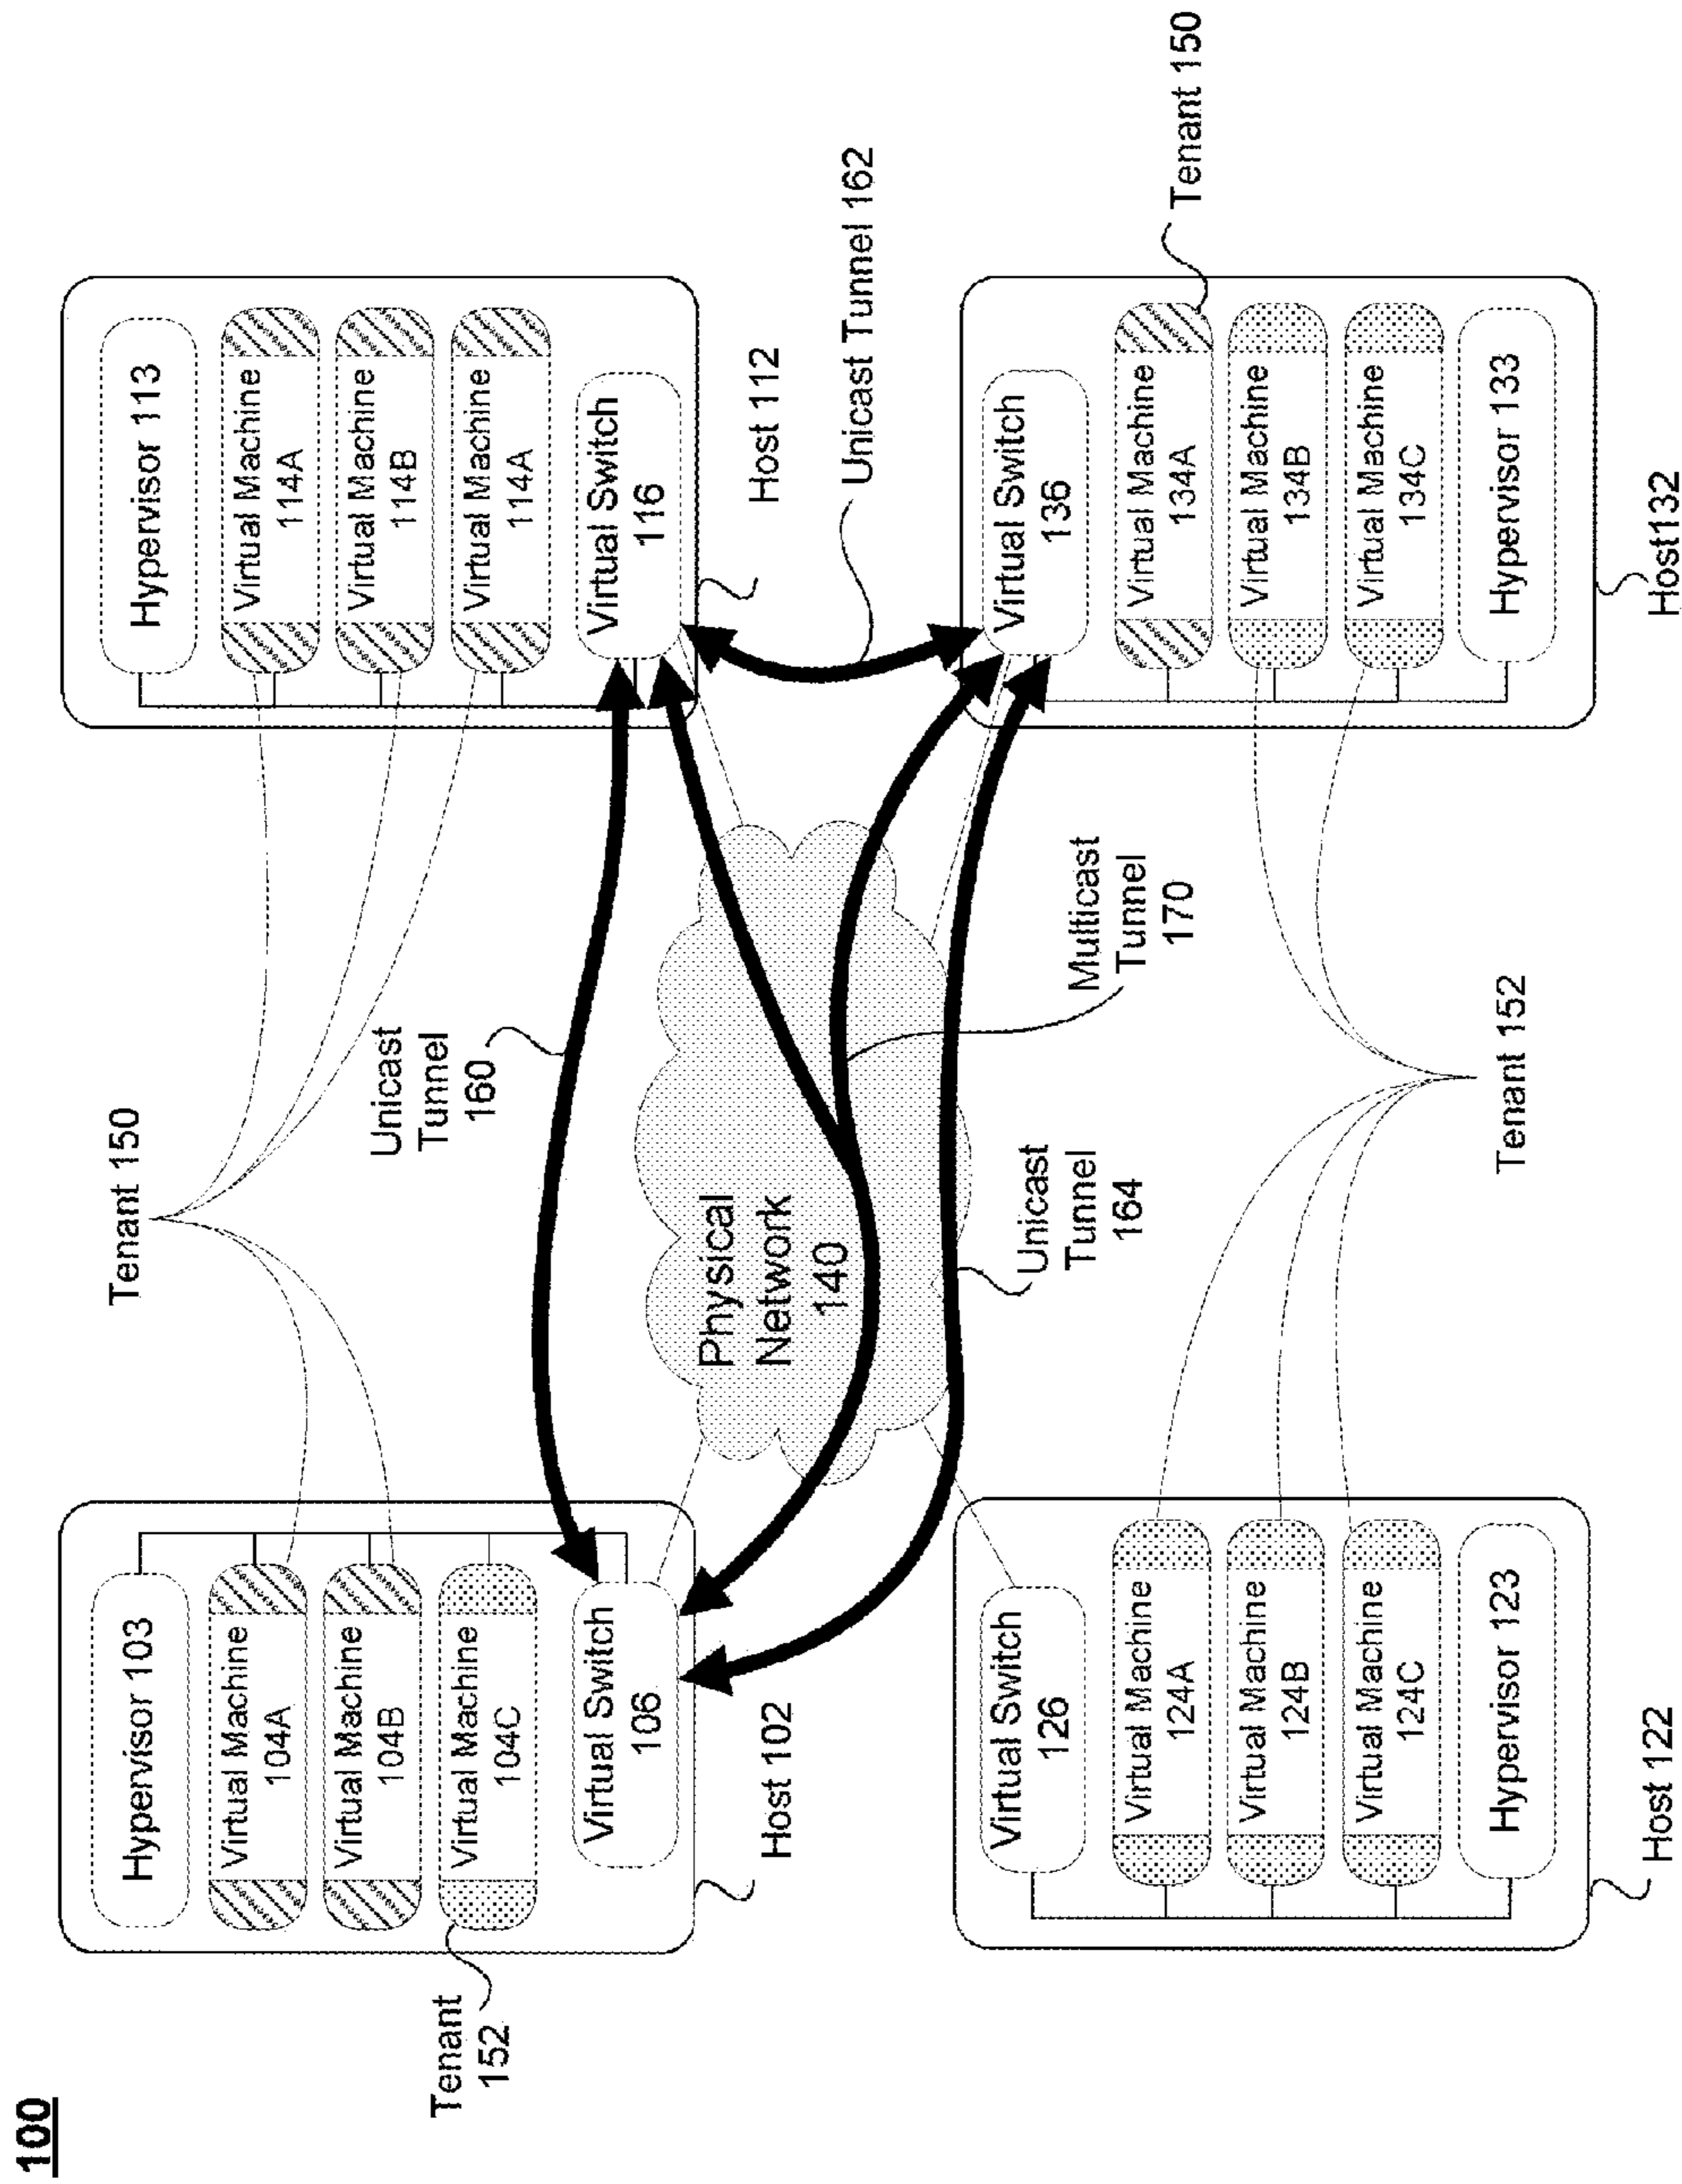 100
Tenant 150
Hypervisor 103
Virtual Machine
104A
Virtual Machine
104B
Virtual Machine
104C
Virtual Switch
106
Tenant
152
Host 102
Hypervisor 113
Virtual Machine
114A
Virtual Machine
114B
Virtual Machine
114A
Virtual Switch
116
Host 112
Unicast
Tunnel
160
Physical
Network
140
Unicast Tunnel 162
Multicast
Tunnel
170
Unicast
Tunnel
164
Virtual Switch
126
Virtual Machine
124A
Virtual Machine
124B
Virtual Machine
124C
Hypervisor 123
Host 122
Virtual Switch
136
Virtual Machine
134A
Virtual Machine
134B
Virtual Machine
134C
Hypervisor 133
Host132
Tenant 150
Tenant 152